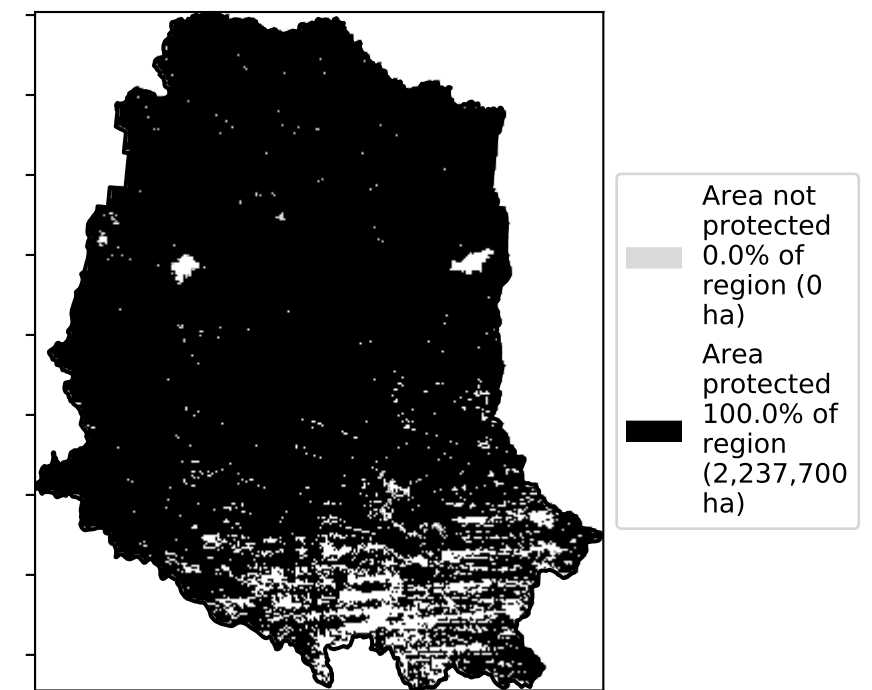 Area not
protected
0.0% of
region (0
ha)
Area
protected
100.0% of
region
(2,237,700
ha)